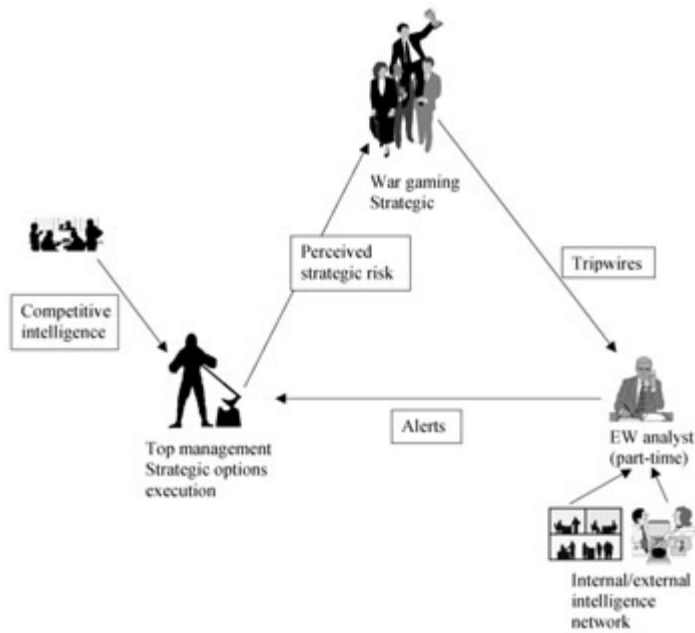 War gaming
Strategic
Perceived
strategic risk
Tripwires
Competitive
intelligence
Alerts
Top management
Strategic options
execution
EW analyst
(part-time)
Internal/external
intelligence
network